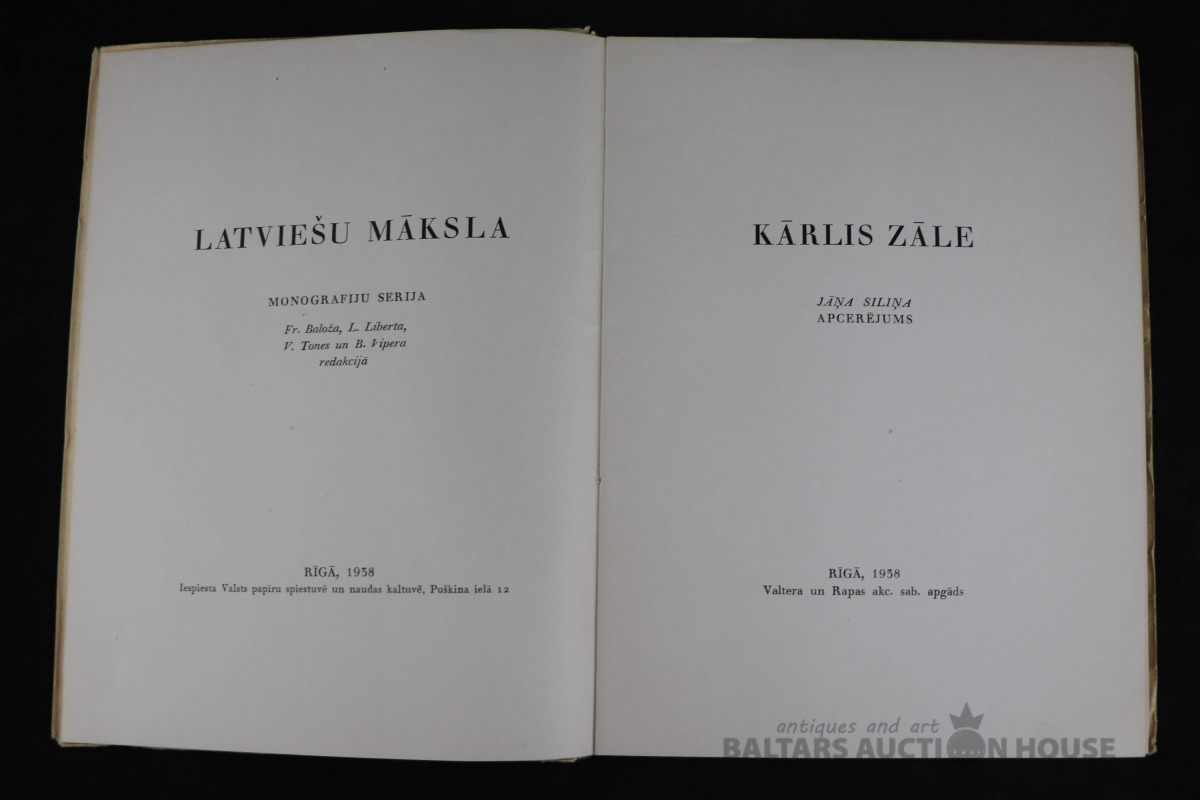 LATVIEŠU MĀKSLA
MONOGRAFIJU SERIJA
Fr. Baloža, L. Liberta,
V. Tones un B. Vipera
redakcijā
RĪGĀ, 1938
Iespiesta Valsts papīru spiestuvē un naudas kaltuvē, Puškina ielā 12
KĀRLIS ZĀLE
JĀŅA SILIŅA
APCERĒJUMS
RĪGĀ, 1938
Valtera un Rapas akc. sab. apgāds
antiques and art
BALTARS AUCTION HOUSE